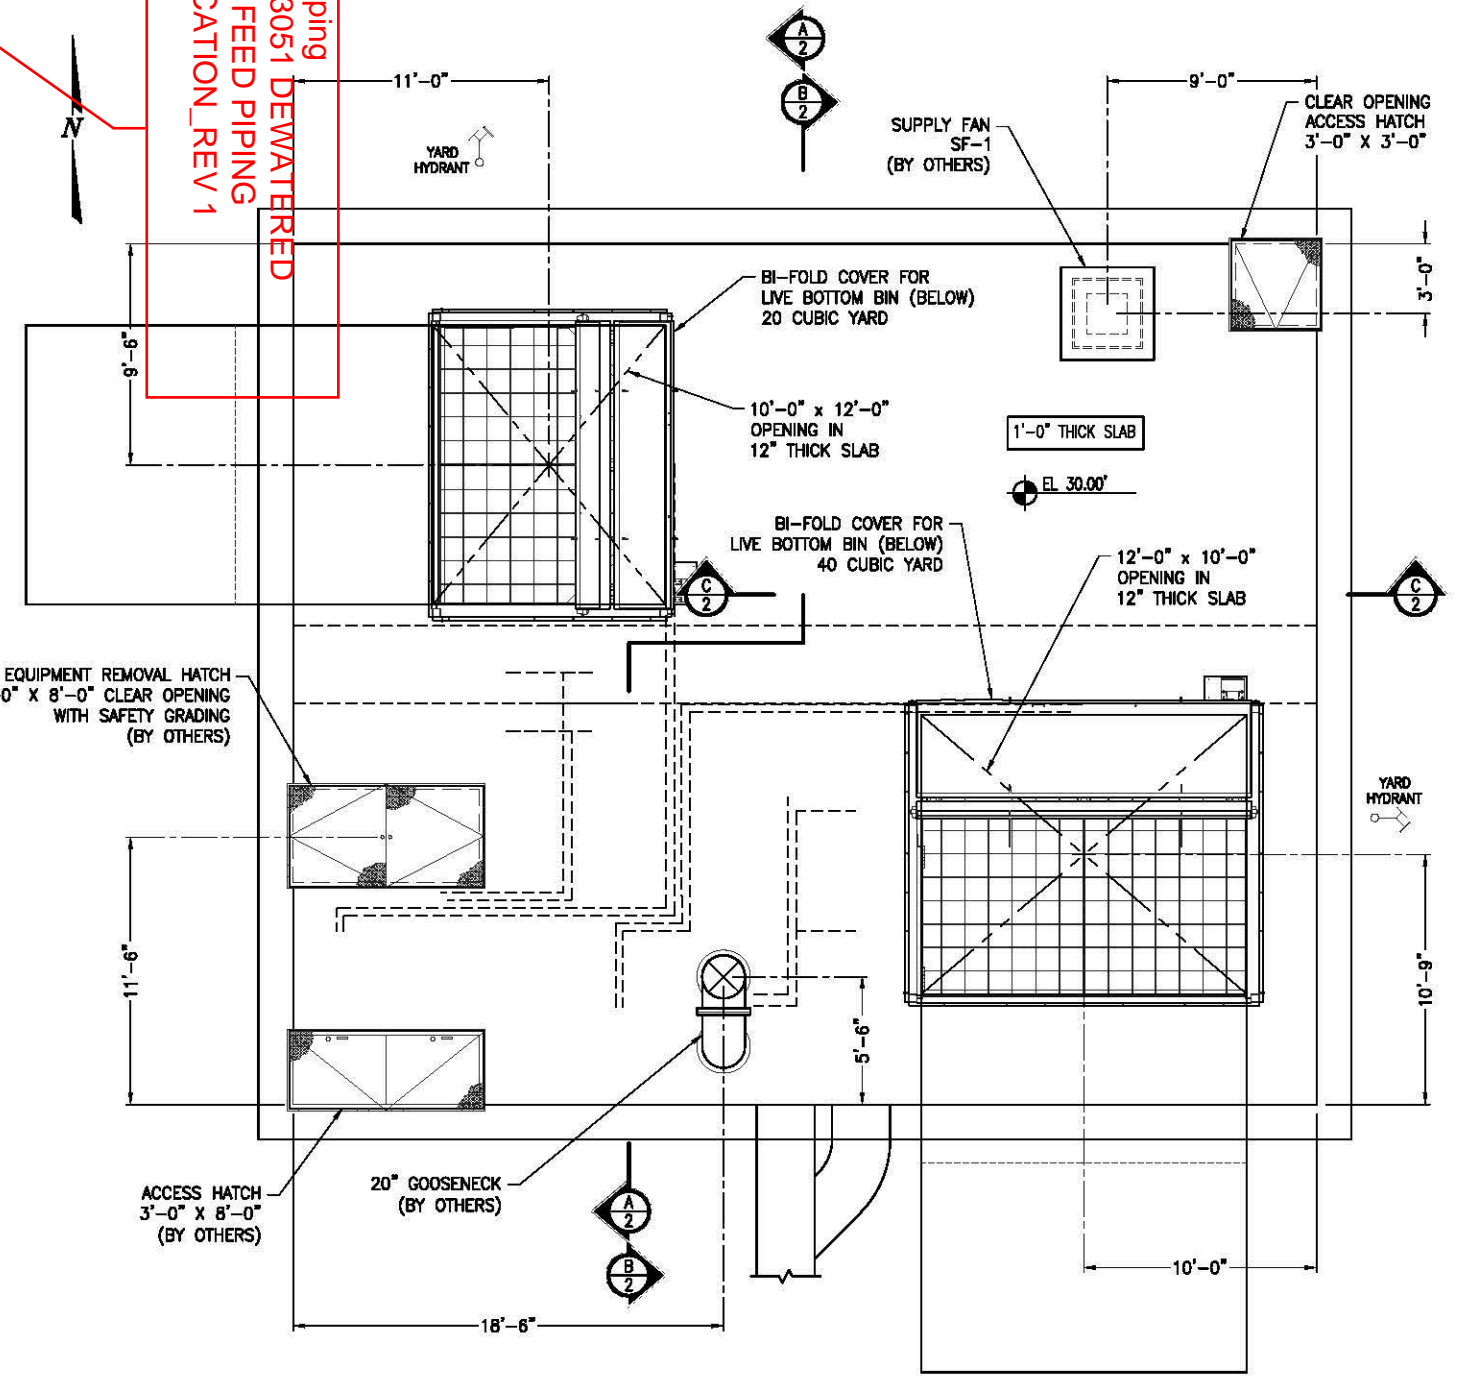 ping
3051 DEWATERED
FEED PIPING
CATION_REV 1
N
11'-0"
A
2
B
2
9'-0"
YARD
HYDRANT
SUPPLY FAN
SF-1
(BY OTHERS)
CLEAR OPENING
ACCESS HATCH
3'-0" X 3'-0"
9'-6"
3'-0"
BI-FOLD COVER FOR
LIVE BOTTOM BIN (BELOW)
20 CUBIC YARD
10'-0" x 12'-0"
OPENING IN
12" THICK SLAB
1'-0" THICK SLAB
EL 30.00'
BI-FOLD COVER FOR
LIVE BOTTOM BIN (BELOW)
40 CUBIC YARD
12'-0" x 10'-0"
OPENING IN
12" THICK SLAB
C
2
C
2
EQUIPMENT REMOVAL HATCH
0" X 8'-0" CLEAR OPENING
WITH SAFETY GRADING
(BY OTHERS)
YARD
HYDRANT
11'-6"
5'-6"
10'-9"
ACCESS HATCH
3'-0" X 8'-0"
(BY OTHERS)
20" GOOSENECK
(BY OTHERS)
A
2
B
2
10'-0"
18'-6"